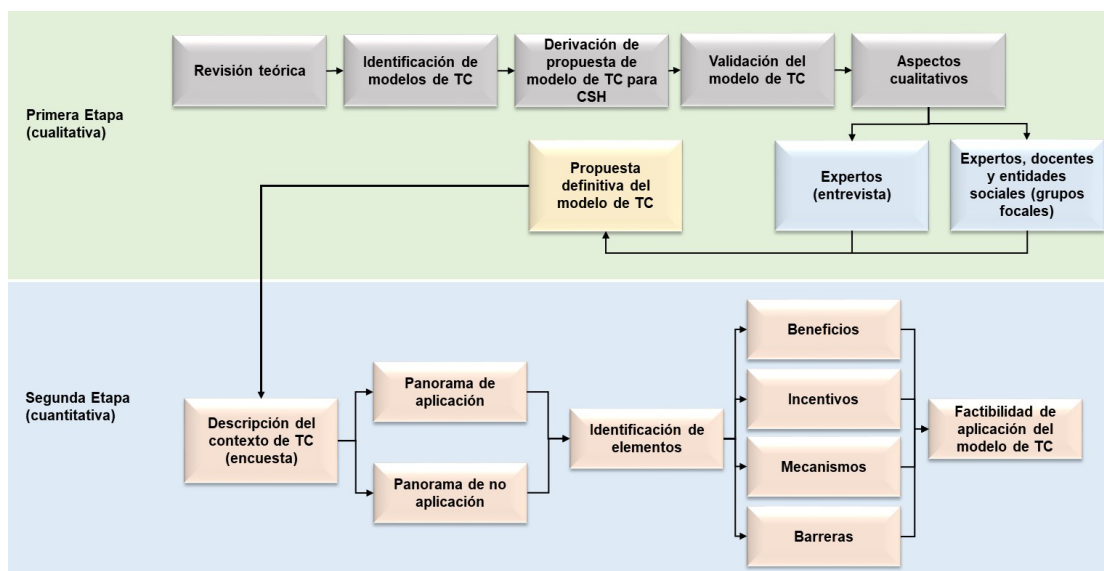 Primera Etapa
(cualitativa)
Revisión teórica
Identificación de
modelos de TC
Derivación de
propuesta de
modelo de TC para
CSH
Validación del
modelo de TC
Aspectos
cualitativos
Propuesta
definitiva del
modelo de TC
Expertos
(entrevista)
Expertos, docentes
y entidades
sociales (grupos
focales)
Segunda Etapa
(cuantitativa)
Descripción del
contexto de TC
(encuesta)
Panorama de
aplicación
Panorama de no
aplicación
Identificación de
elementos
Beneficios
Incentivos
Mecanismos
Barreras
Factibilidad de
aplicación del
modelo de TC